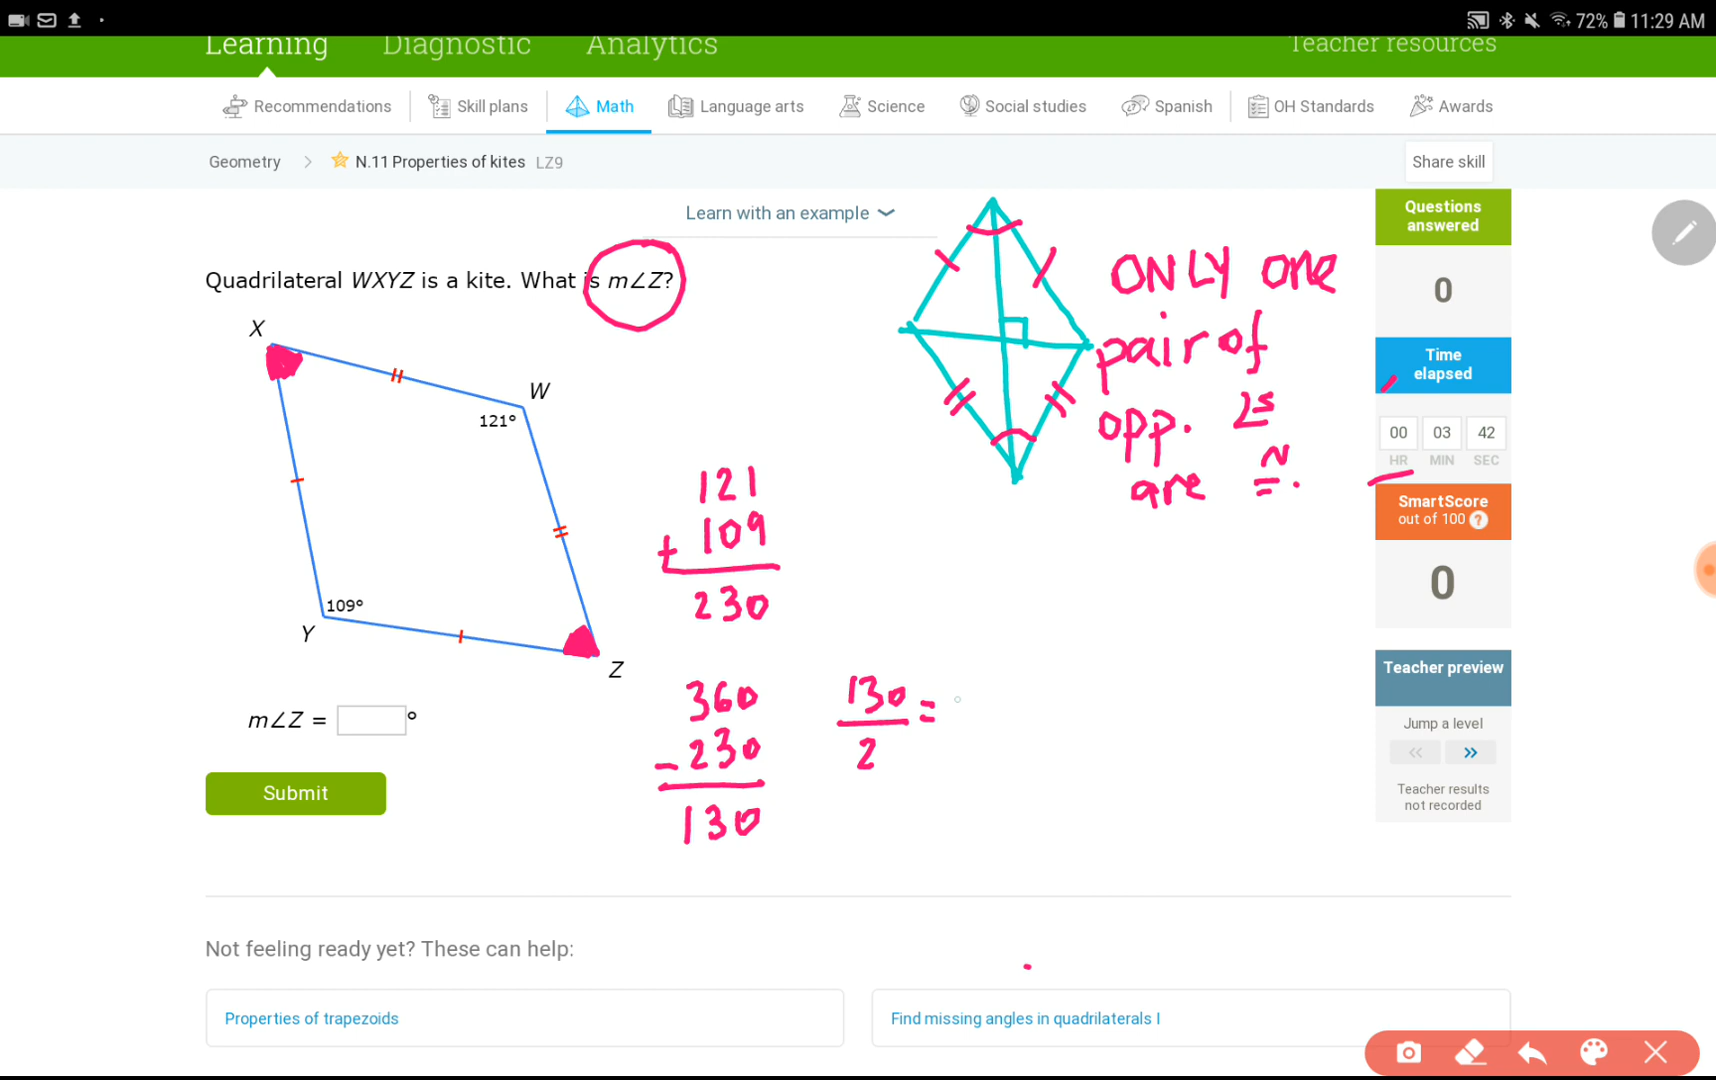 72% 11:29 AM
Learning Diagnostic Analytics Teacher resources
Recommendations Skill plans Math Language arts Science Social studies Spanish OH Standards Awards
Geometry > N.11 Properties of kites LZ9
Share skill
Learn with an example
Questions answered
0
Time elapsed
00 03 42
HR MIN SEC
SmartScore
out of 100 ?
0
Teacher preview
Jump a level
<< >>
Teacher results
not recorded
Quadrilateral WXYZ is a kite. What is m∠Z?
X
W
121°
109°
Y
Z
m∠Z = °
Submit
121
+ 109
230
360
- 230
130
130
2
=
ONLY one
pair of
opp. ∠s
are ≅.
Not feeling ready yet? These can help:
Properties of trapezoids
Find missing angles in quadrilaterals I